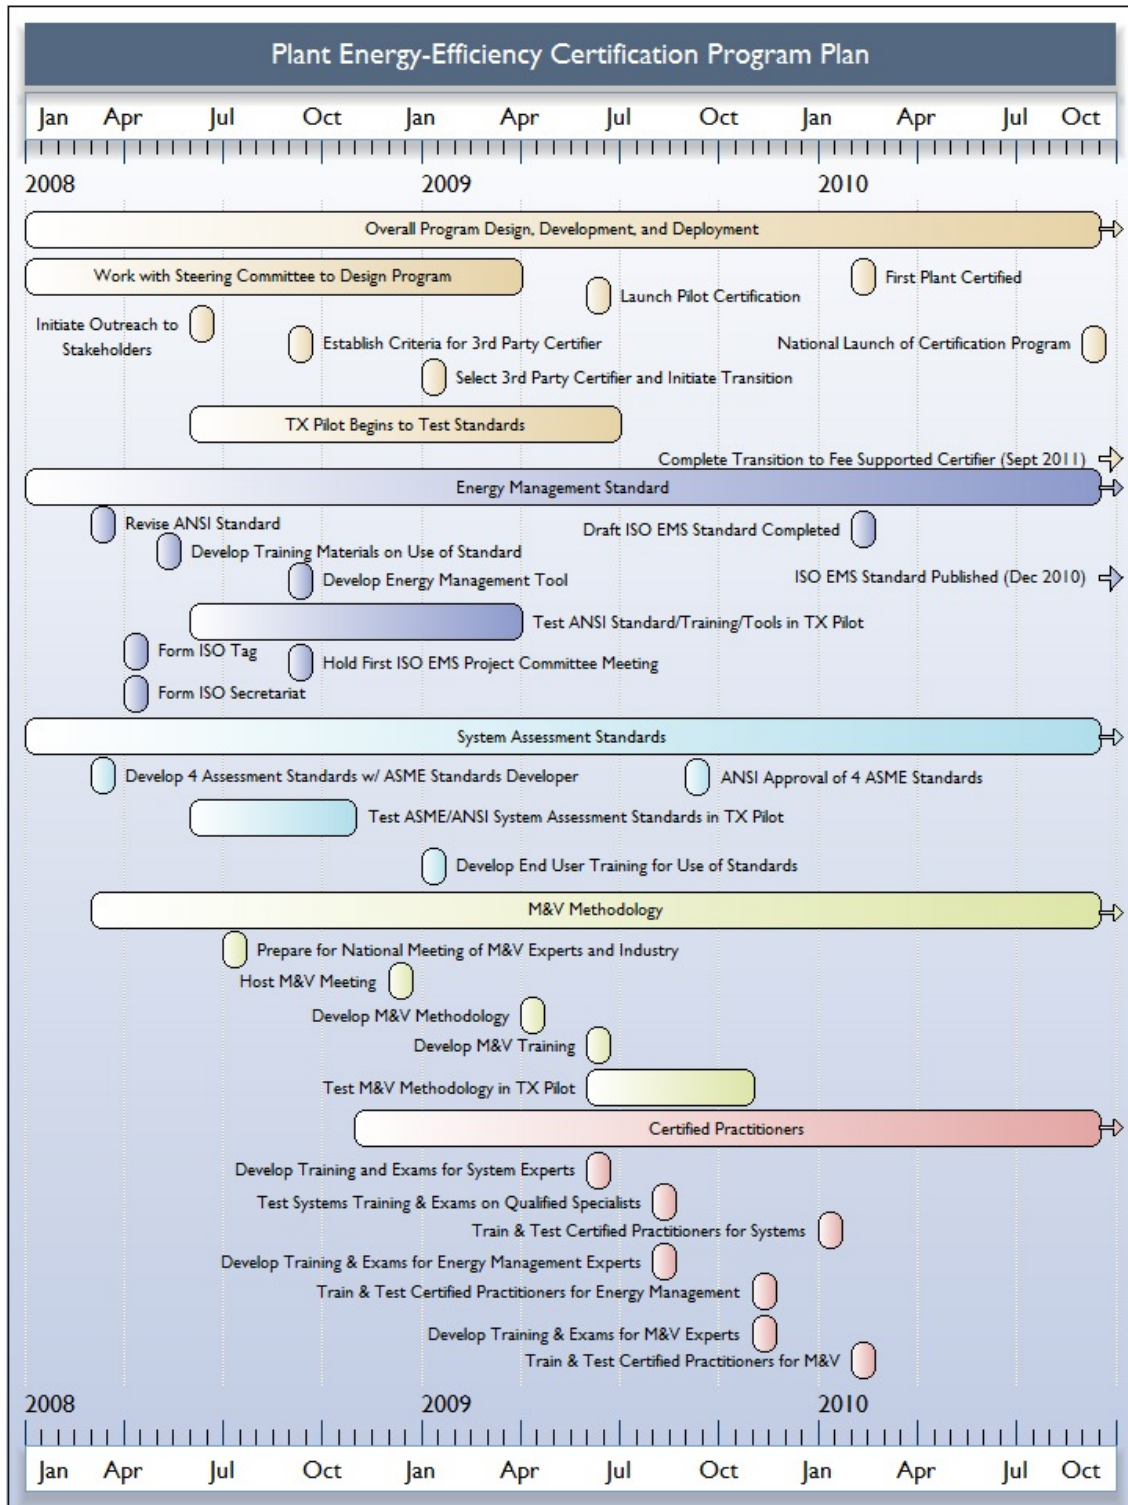 Plant Energy-Efficiency Certification Program Plan
Jan Apr Jul Oct Jan Apr Jul Oct Jan Apr Jul Oct
2008 2009 2010
Overall Program Design, Development, and Deployment
Work with Steering Committee to Design Program
First Plant Certified
Launch Pilot Certification
Initiate Outreach to
Stakeholders
Establish Criteria for 3rd Party Certifier
National Launch of Certification Program
Select 3rd Party Certifier and Initiate Transition
TX Pilot Begins to Test Standards
Complete Transition to Fee Supported Certifier (Sept 2011)
Energy Management Standard
Revise ANSI Standard
Draft ISO EMS Standard Completed
Develop Training Materials on Use of Standard
Develop Energy Management Tool
ISO EMS Standard Published (Dec 2010)
Test ANSI Standard/Training/Tools in TX Pilot
Form ISO Tag
Hold First ISO EMS Project Committee Meeting
Form ISO Secretariat
System Assessment Standards
Develop 4 Assessment Standards w/ ASME Standards Developer
ANSI Approval of 4 ASME Standards
Test ASME/ANSI System Assessment Standards in TX Pilot
Develop End User Training for Use of Standards
M&V Methodology
Prepare for National Meeting of M&V Experts and Industry
Host M&V Meeting
Develop M&V Methodology
Develop M&V Training
Test M&V Methodology in TX Pilot
Certified Practitioners
Develop Training and Exams for System Experts
Test Systems Training & Exams on Qualified Specialists
Train & Test Certified Practitioners for Systems
Develop Training & Exams for Energy Management Experts
Train & Test Certified Practitioners for Energy Management
Develop Training & Exams for M&V Experts
Train & Test Certified Practitioners for M&V
2008 2009 2010
Jan Apr Jul Oct Jan Apr Jul Oct Jan Apr Jul Oct